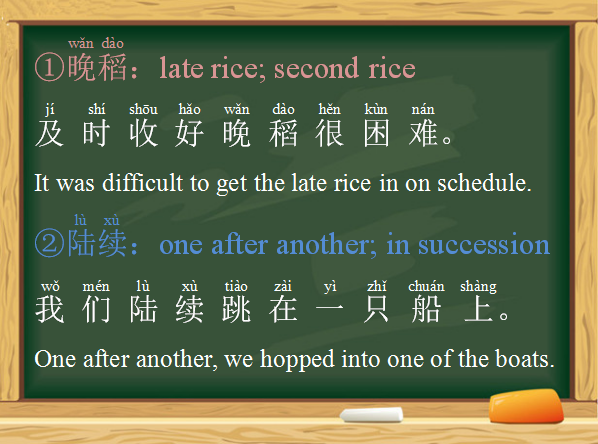 wǎn dào
①晚稻：late rice; second rice
jí shí shōu hǎo wǎn dào hěn kùn nán
及时收好晚稻很困难。
It was difficult to get the late rice in on schedule.
lù xù
②陆续：one after another; in succession
wǒ mén lù xù tiào zài yì zhǐ chuán shàng
我们陆续跳在一只船上。
One after another, we hopped into one of the boats.